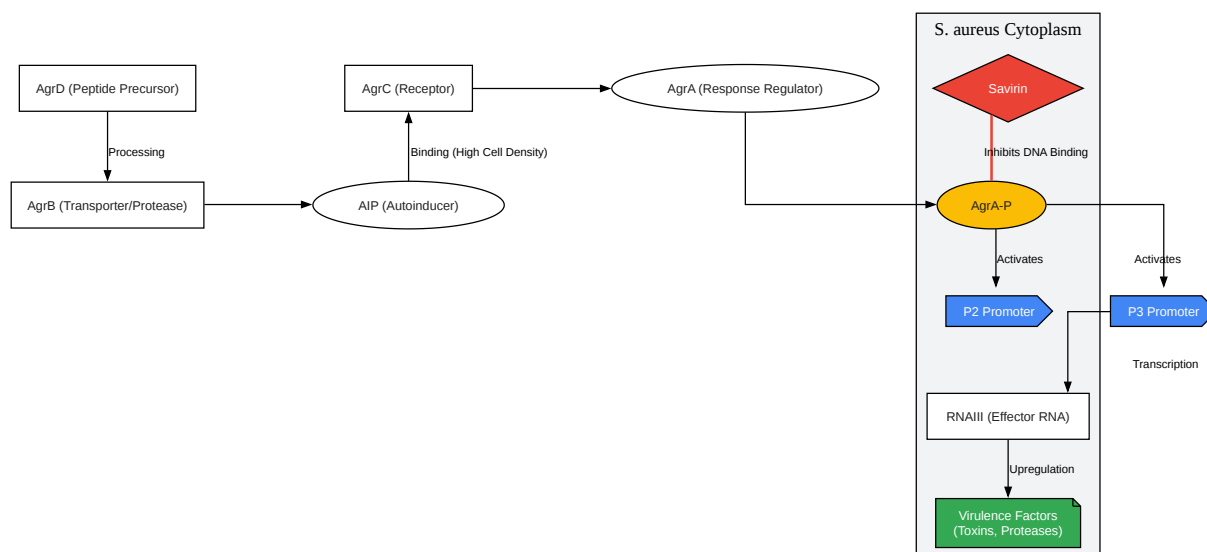 S. aureus Cytoplasm
AgrD (Peptide Precursor)
AgrC (Receptor)
AgrA (Response Regulator)
Savirin
Processing
Binding (High Cell Density)
Inhibits DNA Binding
AgrB (Transporter/Protease)
AIP (Autoinducer)
AgrA-P
Activates
Activates
P2 Promoter
P3 Promoter
Transcription
RNAIII (Effector RNA)
Upregulation
Virulence Factors
(Toxins, Proteases)